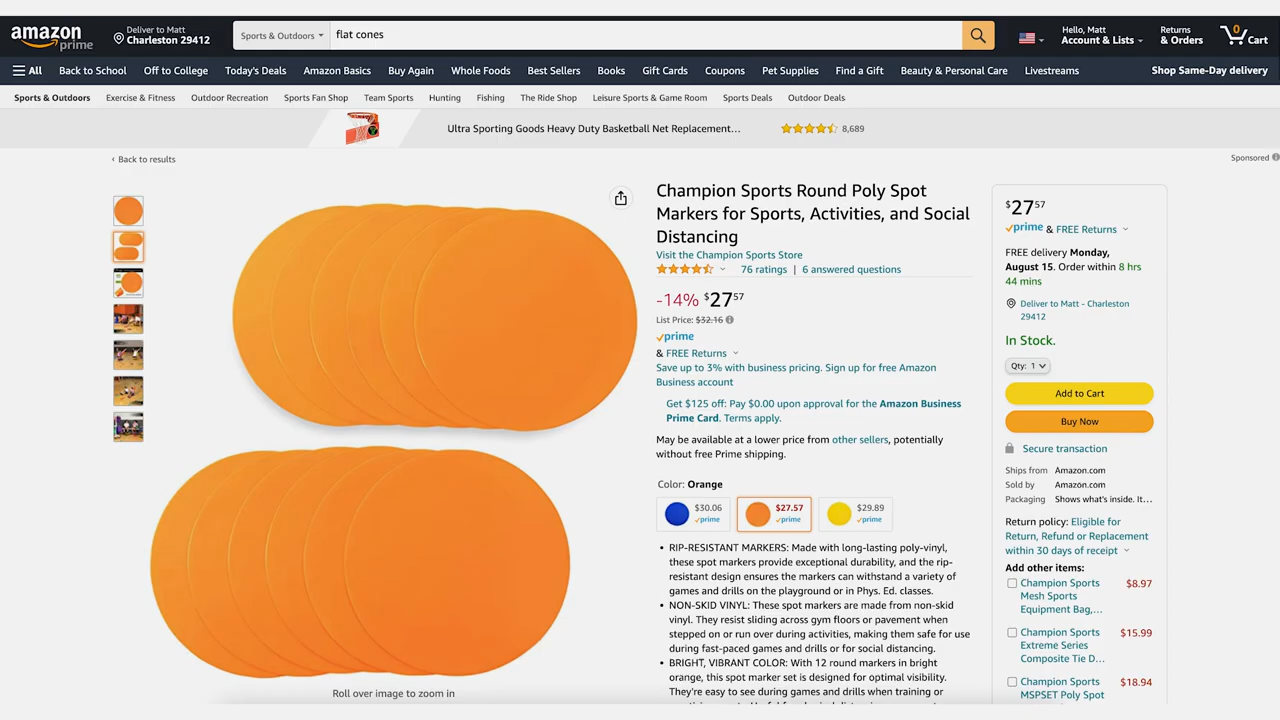 amazon
prime
Deliver to Matt
Charleston 29412
Sports & Outdoors
flat cones
Hello, Matt
Account & Lists
Returns
& Orders
0
Cart
All
Back to School
Off to College
Today's Deals
Amazon Basics
Buy Again
Whole Foods
Best Sellers
Books
Gift Cards
Coupons
Pet Supplies
Find a Gift
Beauty & Personal Care
Livestreams
Shop Same-Day delivery
Sports & Outdoors
Exercise & Fitness
Outdoor Recreation
Sports Fan Shop
Team Sports
Hunting
Fishing
The Ride Shop
Leisure Sports & Game Room
Sports Deals
Outdoor Deals
Ultra Sporting Goods Heavy Duty Basketball Net Replacement...
8,689
‹ Back to results
Sponsored
Roll over image to zoom in
Champion Sports Round Poly Spot
Markers for Sports, Activities, and Social
Distancing
Visit the Champion Sports Store
76 ratings | 6 answered questions
-14% $27 57
List Price: $32.16
prime
& FREE Returns
Save up to 3% with business pricing. Sign up for free Amazon
Business account
Get $125 off: Pay $0.00 upon approval for the Amazon Business
Prime Card. Terms apply.
May be available at a lower price from other sellers, potentially
without free Prime shipping.
Color: Orange
$30.06
prime
$27.57
prime
$29.89
prime
• RIP-RESISTANT MARKERS: Made with long-lasting poly-vinyl,
these spot markers provide exceptional durability, and the rip-
resistant design ensures the markers can withstand a variety of
games and drills on the playground or in Phys. Ed. classes.
• NON-SKID VINYL: These spot markers are made from non-skid
vinyl. They resist sliding across gym floors or pavement when
stepped on or run over during activities, making them safe for use
during fast-paced games and drills or for social distancing.
• BRIGHT, VIBRANT COLOR: With 12 round markers in bright
orange, this spot marker set is designed for optimal visibility.
They're easy to see during games and drills when training or
$27 57
prime & FREE Returns
FREE delivery Monday,
August 15. Order within 8 hrs
44 mins
Deliver to Matt - Charleston
29412
In Stock.
Qty: 1
Add to Cart
Buy Now
Secure transaction
Ships from Amazon.com
Sold by Amazon.com
Packaging Shows what's inside. It...
Return policy: Eligible for
Return, Refund or Replacement
within 30 days of receipt
Add other items:
Champion Sports $8.97
Mesh Sports
Equipment Bag,...
Champion Sports $15.99
Extreme Series
Composite Tie D...
Champion Sports $18.94
MSPSET Poly Spot